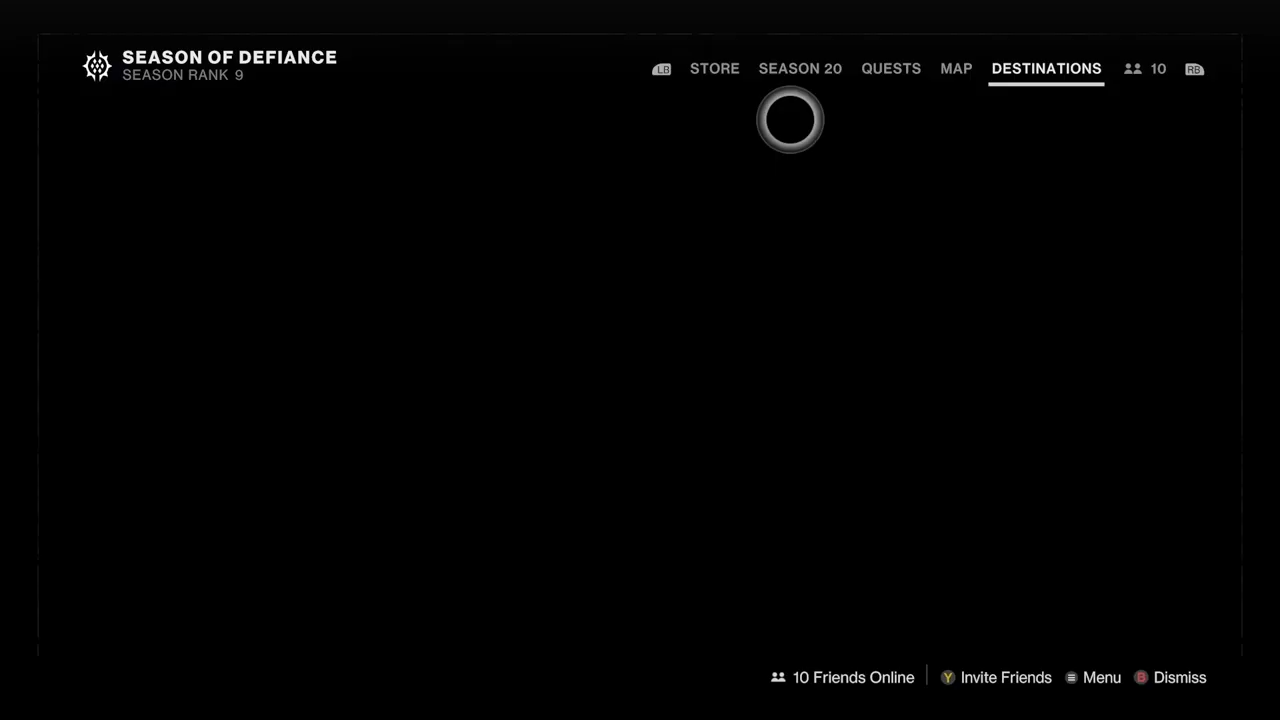 SEASON OF DEFIANCE
SEASON RANK 9
LB STORE SEASON 20 QUESTS MAP DESTINATIONS 10 RB
10 Friends Online Y Invite Friends Menu B Dismiss